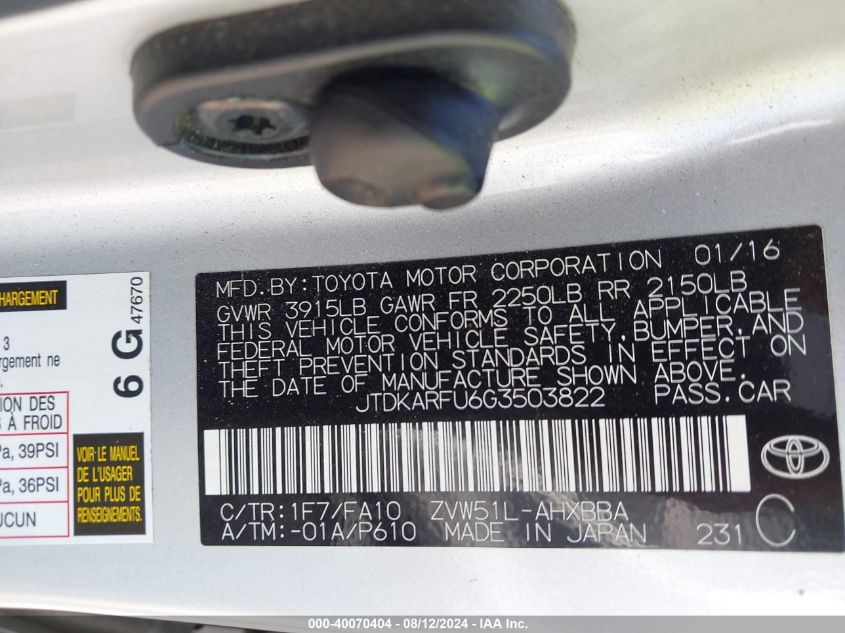 HARGEMENT
6 G 47670
3
argement ne
ION DES
À FROID
Pa, 39PSI
Pa, 36PSI
UCUN
VOIR LE MANUEL
DE L'USAGER
POUR PLUS DE
RENSEIGNEMENTS
MFD.BY:TOYOTA MOTOR CORPORATION 01/16
GVWR 3915LB GAWR FR 2250LB RR 2150LB
THIS VEHICLE CONFORMS TO ALL APPLICABLE
FEDERAL MOTOR VEHICLE SAFETY,BUMPER,AND
THEFT PREVENTION STANDARDS IN EFFECT ON
THE DATE OF MANUFACTURE SHOWN ABOVE.
JTDKARFU6G3503822 PASS.CAR
C/TR:1F7/FA10 ZVW51L-AHXBBA
A/TM:-01A/P610 MADE IN JAPAN 231 C
000-40070404 - 08/12/2024 - IAA Inc.